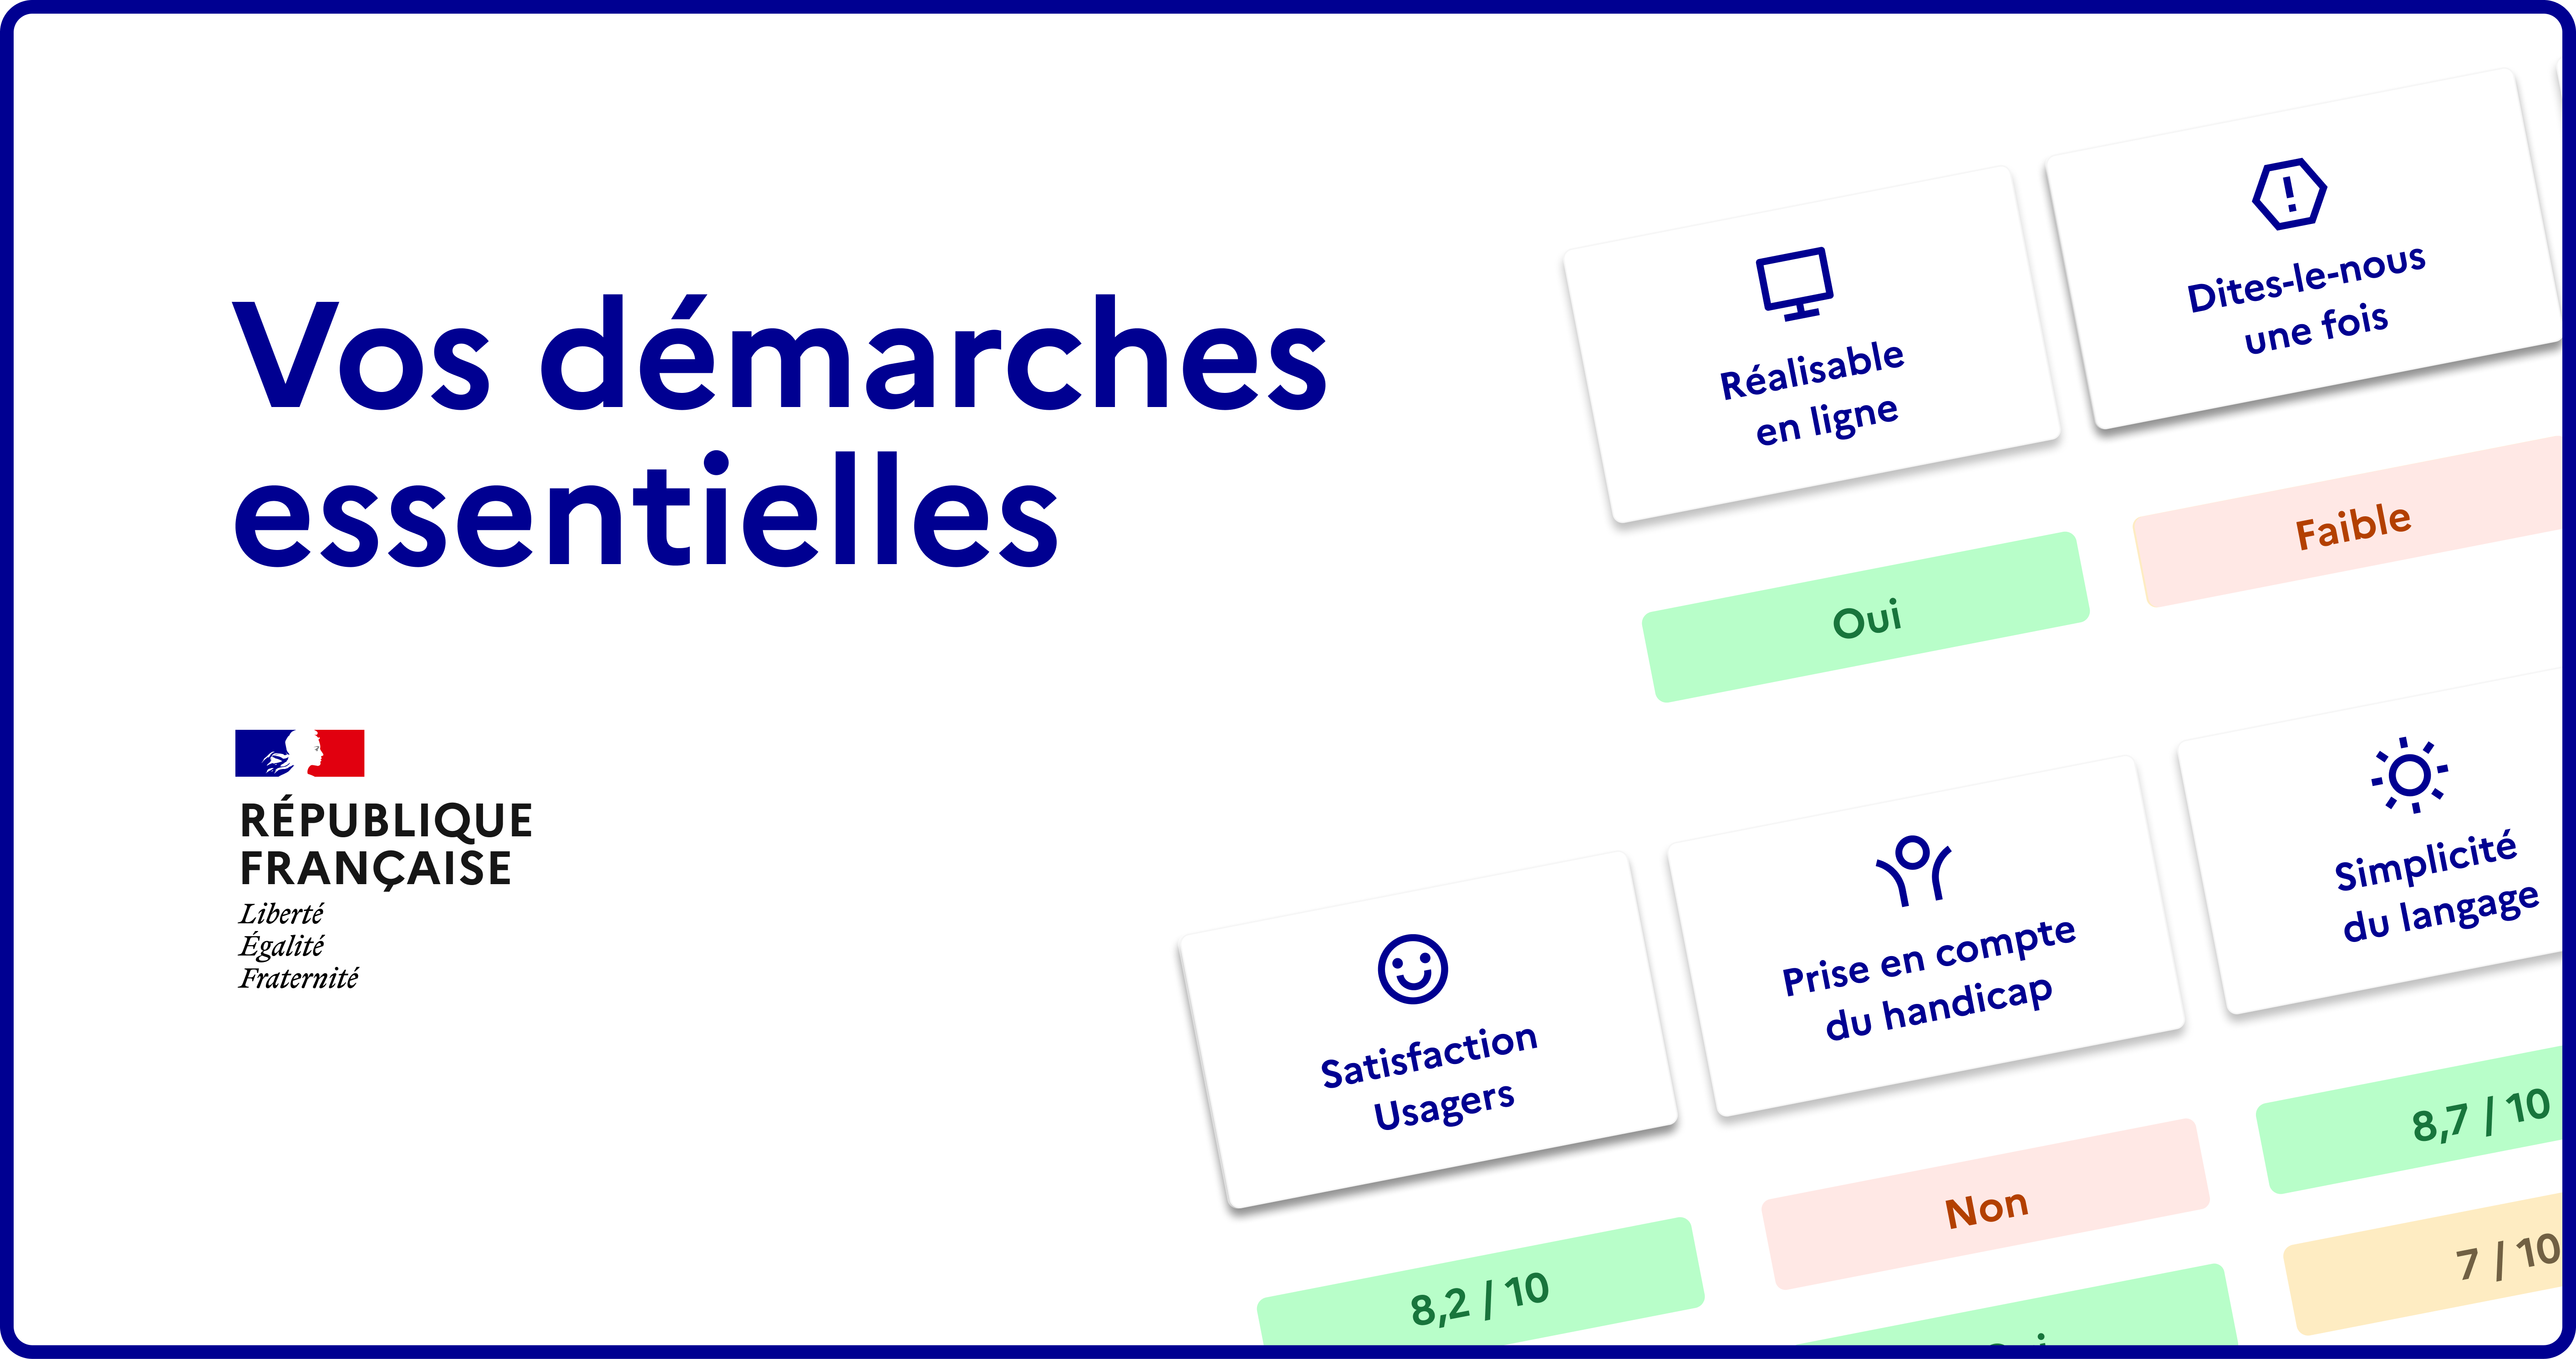 Vos démarches
essentielles
RÉPUBLIQUE
FRANÇAISE
Liberté
Égalité
Fraternité
Réalisable
en ligne
Oui
Dites-le-nous
une fois
Faible
Satisfaction
Usagers
8,2 / 10
Prise en compte
du handicap
Non
Simplicité
du langage
8,7 / 10
7 / 10